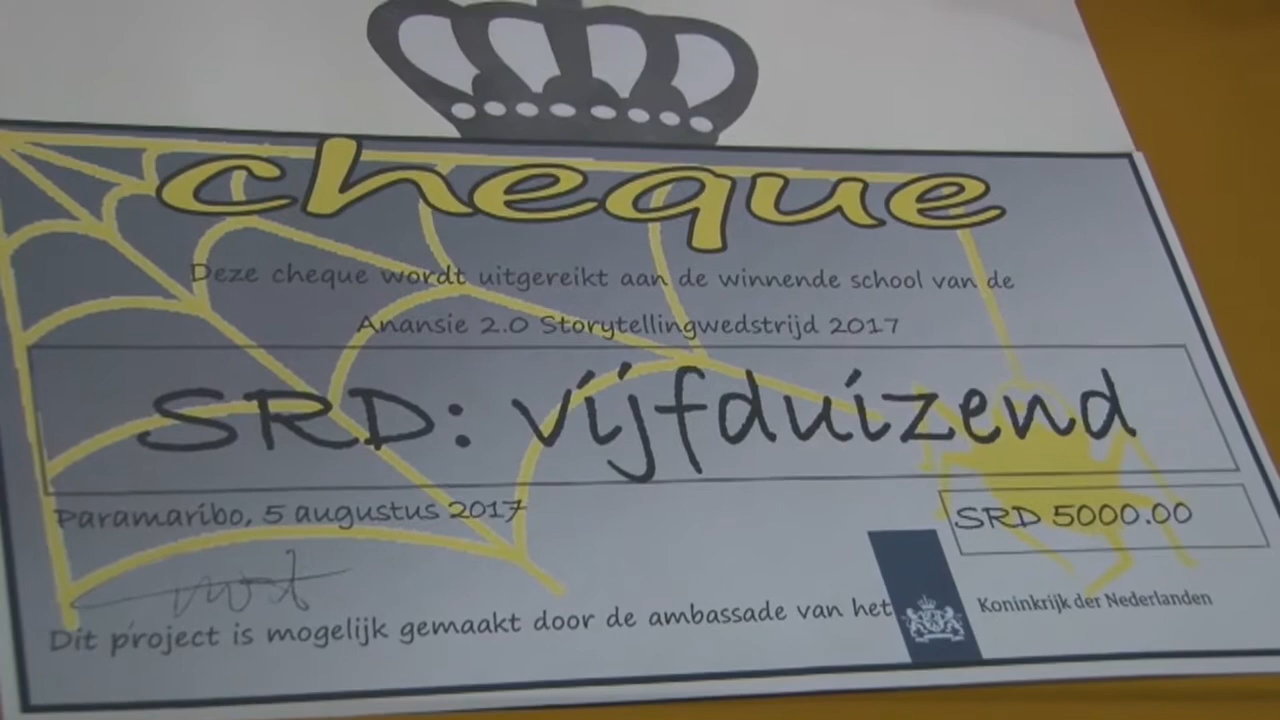 cheque
Deze cheque wordt uitgereikt aan de winnende school van de
Anansie 2.0 Storytellingwedstrijd 2017
SRD: vijfduizend
Paramaribo, 5 augustus 2017
SRD 5000.00
Dit project is mogelijk gemaakt door de ambassade van het
Koninkrijk der Nederlanden